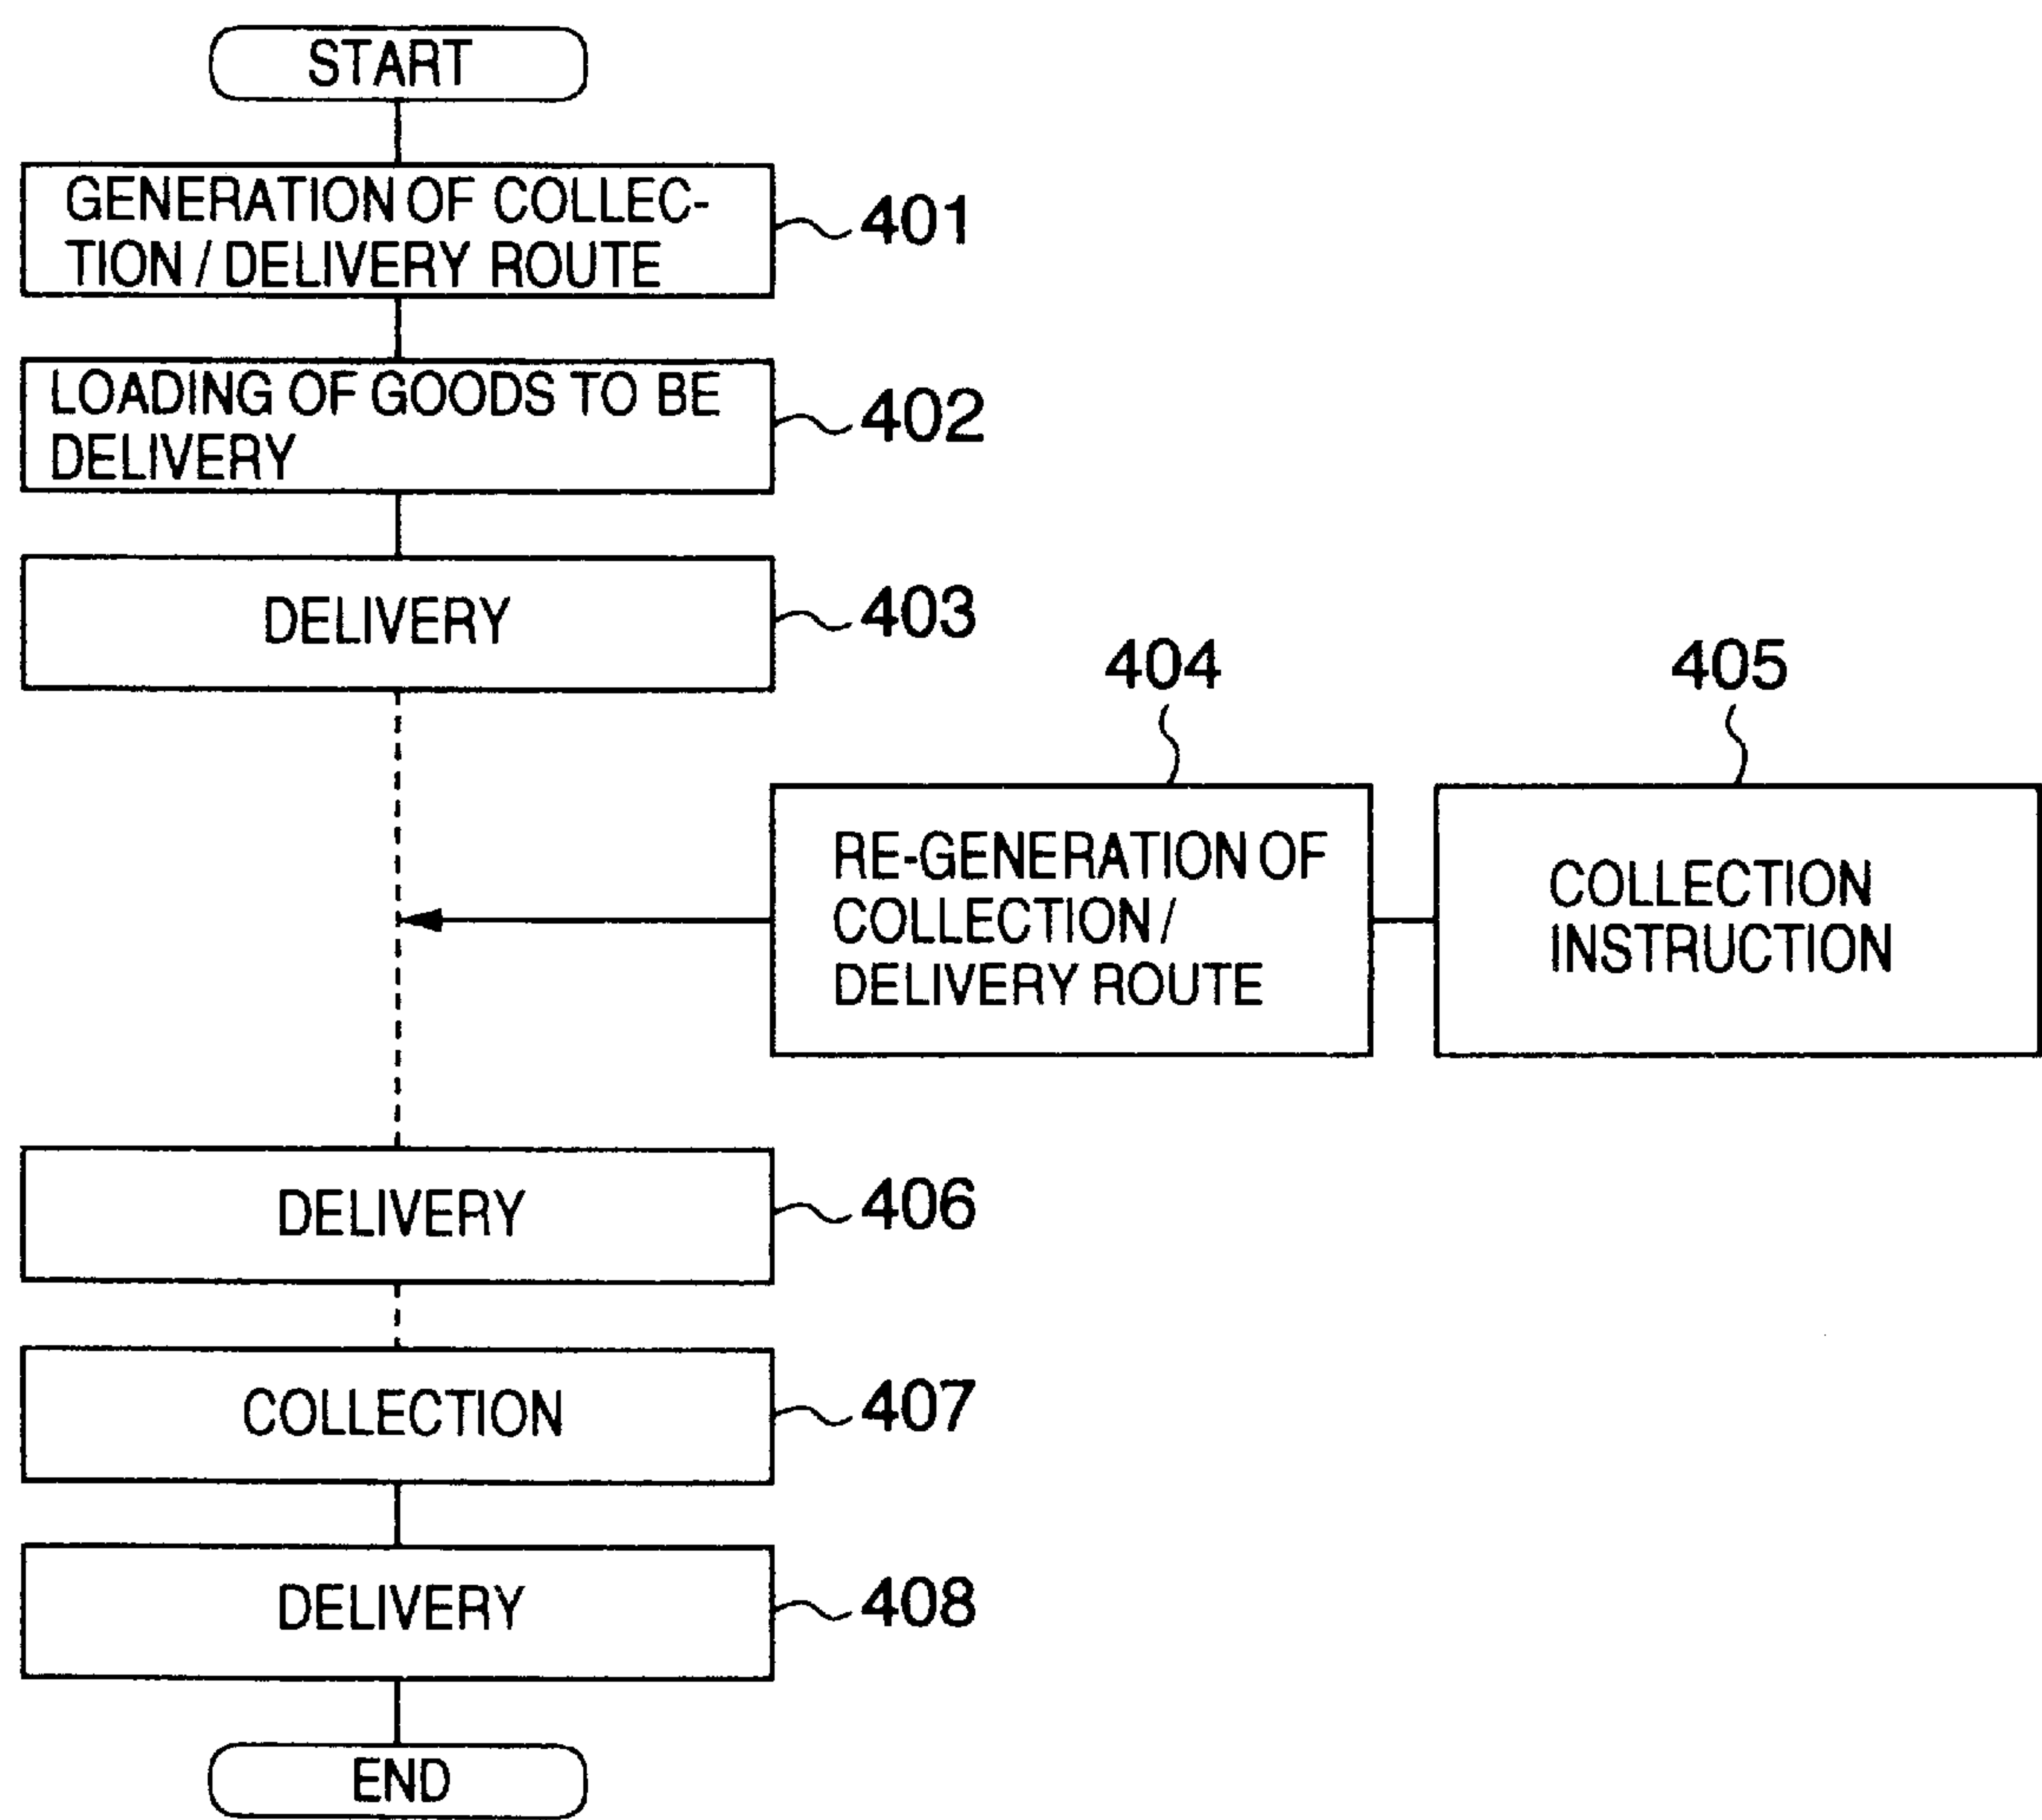 START
GENERATION OF COLLEC-
TION / DELIVERY ROUTE
401
LOADING OF GOODS TO BE
DELIVERY
402
DELIVERY
403
404
405
RE-GENERATION OF
COLLECTION /
DELIVERY ROUTE
COLLECTION
INSTRUCTION
DELIVERY
406
COLLECTION
407
DELIVERY
408
END